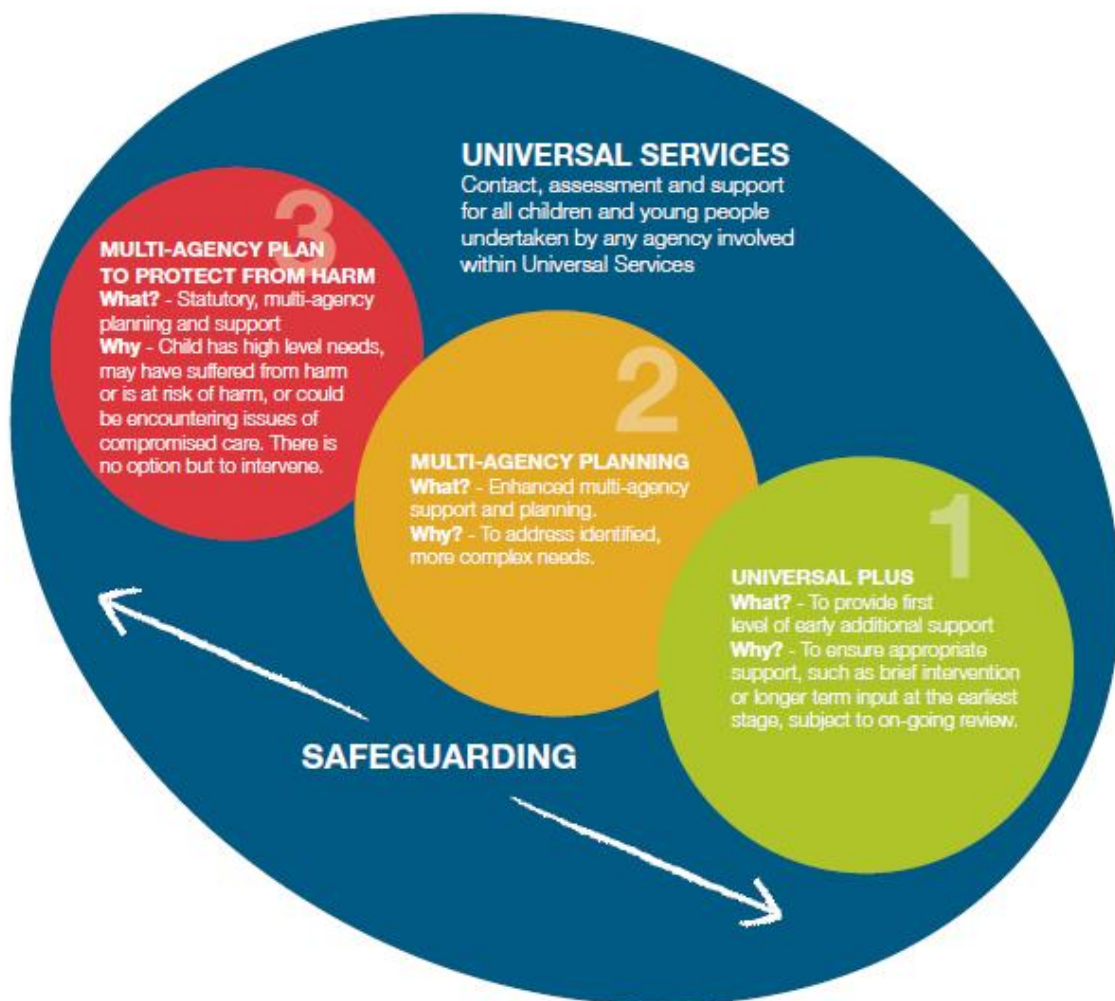 UNIVERSAL SERVICES
Contact, assessment and support
for all children and young people
undertaken by any agency involved
within Universal Services
3
MULTI-AGENCY PLAN
TO PROTECT FROM HARM
What? - Statutory, multi-agency
planning and support
Why - Child has high level needs,
may have suffered from harm
or is at risk of harm, or could
be encountering issues of
compromised care. There is
no option but to intervene.
2
MULTI-AGENCY PLANNING
What? - Enhanced multi-agency
support and planning.
Why? - To address identified,
more complex needs.
1
UNIVERSAL PLUS
What? - To provide first
level of early additional support
Why? - To ensure appropriate
support, such as brief intervention
or longer term input at the earliest
stage, subject to on-going review.
SAFEGUARDING